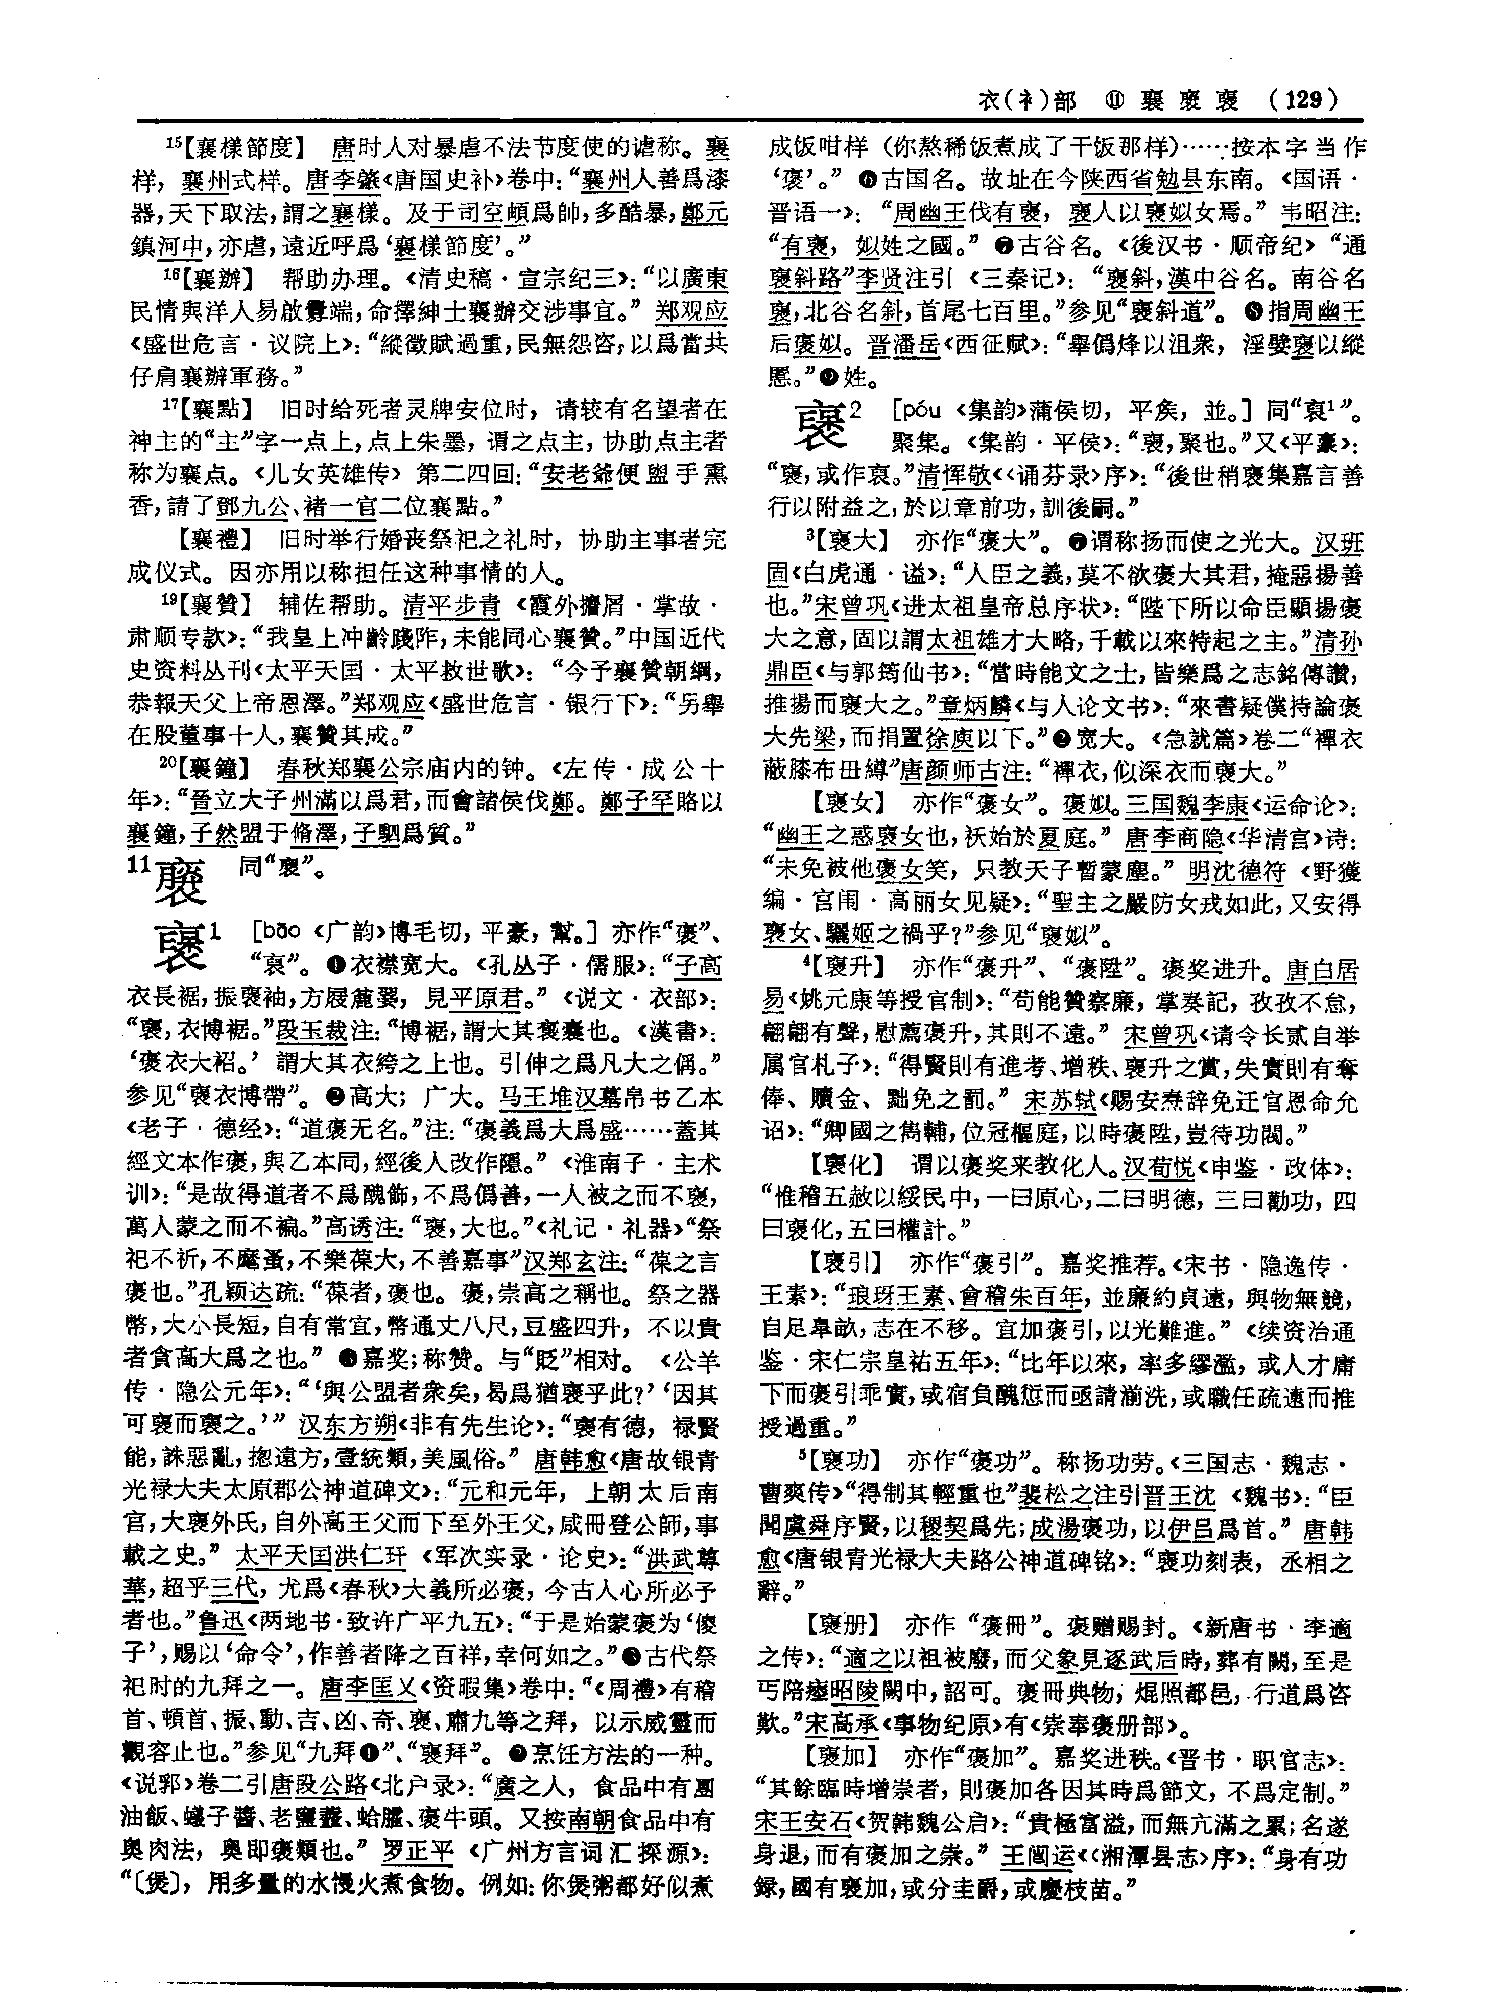 衣(衤)部 ⑪ 襄 褎 襃 (129)
15【襄樣節度】 唐时人对暴虐不法节度使的谑称。襄
样，襄州式样。唐李肇《唐国史补》卷中：“襄州人善爲漆
器，天下取法，謂之襄樣。及于司空頔爲帥，多酷暴，鄭元
鎮河中，亦虐，遠近呼爲‘襄樣節度’。”
16【襄辦】 帮助办理。《清史稿·宣宗纪三》：“以廣東
民情與洋人易啟釁端，命擇紳士襄辦交涉事宜。” 郑观应
《盛世危言·议院上》：“縱徵賦過重，民無怨咨，以爲當共
仔肩襄辦軍務。”
17【襄點】 旧时给死者灵牌安位时，请较有名望者在
神主的“主”字一点上，点上朱墨，谓之点主，协助点主者
称为襄点。《儿女英雄传》 第二四回：“安老爺便盥手熏
香，請了鄧九公、褚一官二位襄點。”
【襄禮】 旧时举行婚丧祭祀之礼时，协助主事者完
成仪式。因亦用以称担任这种事情的人。
19【襄贊】 辅佐帮助。清平步青《霞外攟屑·掌故·
肃顺专款》：“我皇上冲齡踐阼，未能同心襄贊。”中国近代
史资料丛刊《太平天囯·太平救世歌》： “今予襄贊朝綱，
恭報天父上帝恩澤。”郑观应《盛世危言·银行下》：“另舉
在股董事十人，襄贊其成。”
20【襄鐘】 春秋郑襄公宗庙内的钟。《左传·成公十
年》：“晉立大子州滿以爲君，而會諸侯伐鄭。鄭子罕賂以
襄鐘，子然盟于脩澤，子駟爲質。”
11 同“襃”。
襃1 [bāo 《广韵》博毛切，平豪，幫。] 亦作“褒”、
“裒”。❶衣襟宽大。《孔丛子·儒服》：“子高
衣長裾，振襃袖，方屐麄翣，見平原君。” 《说文·衣部》：
“襃，衣博裾。”段玉裁注：“博裾，謂大其褎囊也。《漢書》：
‘褒衣大袑。’ 謂大其衣絝之上也。引伸之爲凡大之偁。”
参见“襃衣博帶”。❷高大；广大。马王堆汉墓帛书乙本
《老子·德经》：“道褒无名。”注：“褒義爲大爲盛……蓋其
經文本作褒，與乙本同，經後人改作隱。” 《淮南子·主术
训》：“是故得道者不爲醜飾，不爲僞善，一人被之而不襃，
萬人蒙之而不褊。”高诱注：“襃，大也。”《礼记·礼器》“祭
祀不祈，不麾蚤，不樂葆大，不善嘉事”汉郑玄注：“葆之言
褒也。”孔颖达疏：“葆者，褒也。褒，崇高之稱也。祭之器
幣，大小長短，自有常宜，幣通丈八尺，豆盛四升，不以貴
者貪高大爲之也。” ❸嘉奖；称赞。与“貶”相对。 《公羊
传·隐公元年》：“‘與公盟者衆矣，曷爲獨襃乎此？’‘因其
可襃而襃之。’” 汉东方朔《非有先生论》：“襃有德，禄賢
能，誅惡亂，揔遠方，壹統類，美風俗。” 唐韩愈《唐故银青
光禄大夫太原郡公神道碑文》：“元和元年，上朝太后南
宫，大襃外氏，自外高王父而下至外王父，咸冊登公師，事
載之史。” 太平天囯洪仁玕 《军次实录·论史》：“洪武尊
華，超乎三代，尤爲《春秋》大義所必褒，今古人心所必予
者也。”鲁迅《两地书·致许广平九五》：“于是始蒙褒为‘傻
子’，赐以‘命令’，作善者降之百祥，幸何如之。”❹古代祭
祀时的九拜之一。唐李匡乂《资暇集》卷中：“《周禮》有稽
首、頓首、振、動、吉、凶、奇、襃、肅九等之拜，以示威靈而
觀容止也。”参见“九拜❶”、“襃拜”。❺烹饪方法的一种。
《说郛》卷二引唐段公路《北户录》：“廣之人，食品中有團
油飯、蟻子醬、老鹽虀、蛤臛、褒牛頭。又按南朝食品中有
奥肉法，奥即褒類也。” 罗正平 《广州方言词汇探源》：
“〔煲〕，用多量的水慢火煮食物。例如：你煲粥都好似煮
成饭咁样（你熬稀饭煮成了干饭那样）……按本字当作
‘褒’。” ❻古国名。故址在今陕西省勉县东南。《国语·
晋语一》： “周幽王伐有襃，襃人以襃姒女焉。” 韦昭注：
“有襃，姒姓之國。” ❼古谷名。《後汉书·顺帝纪》 “通
襃斜路”李贤注引 《三秦记》： “襃斜，漢中谷名。南谷名
襃，北谷名斜，首尾七百里。”参见“襃斜道”。❽指周幽王
后褒姒。晋潘岳《西征赋》：“舉僞烽以沮衆，淫嬖襃以縱
慝。”❾姓。
襃2 [póu 《集韵》蒲侯切，平矦，並。] 同“裒1”。
聚集。《集韵·平侯》：“襃，聚也。”又《平豪》：
“襃，或作裒。”清恽敬《〈诵芬录〉序》：“後世稍襃集嘉言善
行以附益之，於以章前功，訓後嗣。”
3【襃大】 亦作“褒大”。❶谓称扬而使之光大。汉班
固《白虎通·谥》：“人臣之義，莫不欲褒大其君，掩惡揚善
也。”宋曾巩《进太祖皇帝总序状》：“陛下所以命臣顯揚褒
大之意，固以謂太祖雄才大略，千載以來特起之主。”清孙
鼎臣《与郭筠仙书》：“當時能文之士，皆樂爲之志銘傳讚，
推揚而襃大之。”章炳麟《与人论文书》：“來書疑僕持論褒
大先梁，而捐置徐庾以下。”❷宽大。《急就篇》卷二“襌衣
蔽膝布毌縛”唐颜师古注：“襌衣，似深衣而襃大。”
【襃女】 亦作“褒女”。褒姒。三国魏李康《运命论》：
“幽王之惑襃女也，祅始於夏庭。” 唐李商隐《华清宫》诗：
“未免被他褒女笑，只教天子暫蒙塵。” 明沈德符 《野獲
编·宫闱·高丽女见疑》：“聖主之嚴防女戎如此，又安得
襃女、驪姬之禍乎？”参见“襃姒”。
4【襃升】 亦作“褒升”、“褒陞”。褒奖进升。唐白居
易《姚元康等授官制》：“苟能贊察廉，掌奏記，孜孜不怠，
翩翩有聲，慰薦褒升，其則不遠。” 宋曾巩《请令长贰自举
属官札子》：“得賢則有進考、增秩、襃升之賞，失實則有奪
俸、贖金、黜免之罰。” 宋苏轼《赐安焘辞免迁官恩命允
诏》：“卿國之雋輔，位冠樞庭，以時褒陞，豈待功閥。”
【襃化】 谓以褒奖来教化人。汉荀悦《申鉴·政体》：
“惟稽五赦以綏民中，一曰原心，二曰明德，三曰勸功，四
曰襃化，五曰權計。”
【襃引】 亦作“褒引”。嘉奖推荐。《宋书·隐逸传·
王素》：“琅玡王素、會稽朱百年，並廉約貞遠，與物無競，
自足皋畝，志在不移。宜加褒引，以光難進。” 《续资治通
鉴·宋仁宗皇祐五年》：“比年以來，率多繆濫，或人才庸
下而褒引乖實，或宿負醜愆而亟請湔洗，或職任疏遠而推
授過重。”
5【襃功】 亦作“褒功”。称扬功劳。《三国志·魏志·
曹爽传》“得制其輕重也”裴松之注引晋王沈 《魏书》：“臣
聞虞舜序賢，以稷契爲先；成湯褒功，以伊吕爲首。” 唐韩
愈《唐银青光禄大夫路公神道碑铭》：“襃功刻表，丞相之
辭。”
【襃册】 亦作 “褒冊”。褒赠赐封。《新唐书·李適
之传》：“適之以祖被廢，而父象見逐武后時，葬有闕，至是
丐陪瘞昭陵闕中，詔可。褒冊典物，焜照都邑，行道爲咨
歎。”宋高承《事物纪原》有《崇奉褒册部》。
【襃加】 亦作“褒加”。嘉奖进秩。《晋书·职官志》：
“其餘臨時增崇者，則褒加各因其時爲節文，不爲定制。”
宋王安石《贺韩魏公启》：“貴極富溢，而無亢滿之累；名遂
身退，而有褒加之崇。” 王闿运《〈湘潭县志〉序》：“身有功
録，國有襃加，或分圭爵，或慶枝苗。”